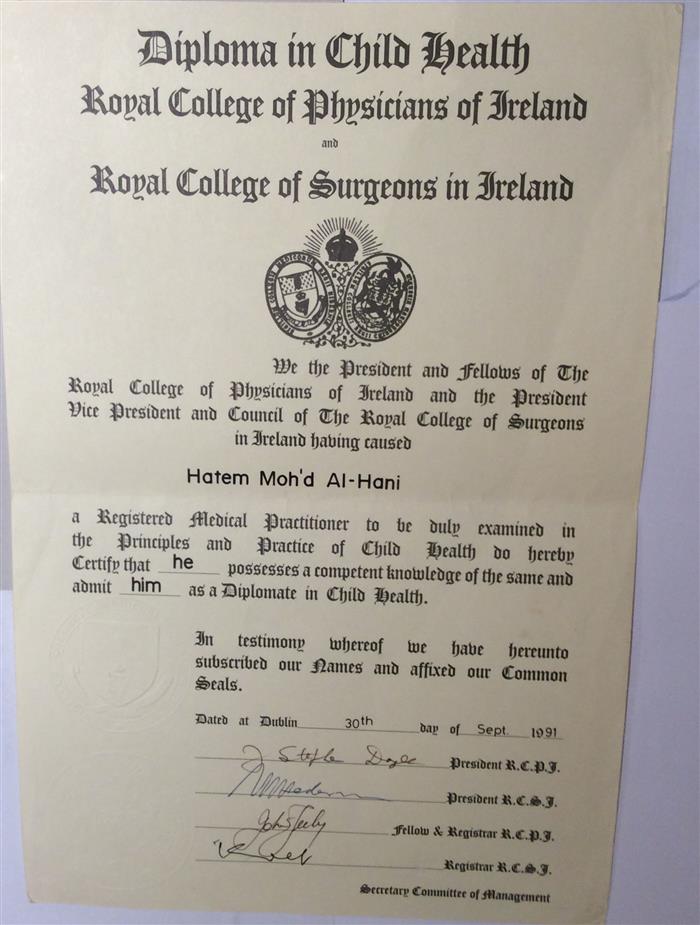 Diploma in Child Health
Royal College of Physicians of Ireland
and
Royal College of Surgeons in Ireland
We the President and Fellows of The
Royal College of Physicians of Ireland and the President
Vice President and Council of The Royal College of Surgeons
in Ireland having caused
Hatem Moh'd Al-Hani
a Registered Medical Practitioner to be duly examined in
the Principles and Practice of Child Health do hereby
Certify that he possesses a competent knowledge of the same and
admit him as a Diplomate in Child Health.
In testimony whereof we have hereunto
subscribed our Names and affixed our Common
Seals.
Dated at Dublin 30th day of Sept. 1991
J Stephen Doyle President R.C.P.I.
President R.C.S.I.
Fellow & Registrar R.C.P.I.
Registrar R.C.S.I.
Secretary Committee of Management